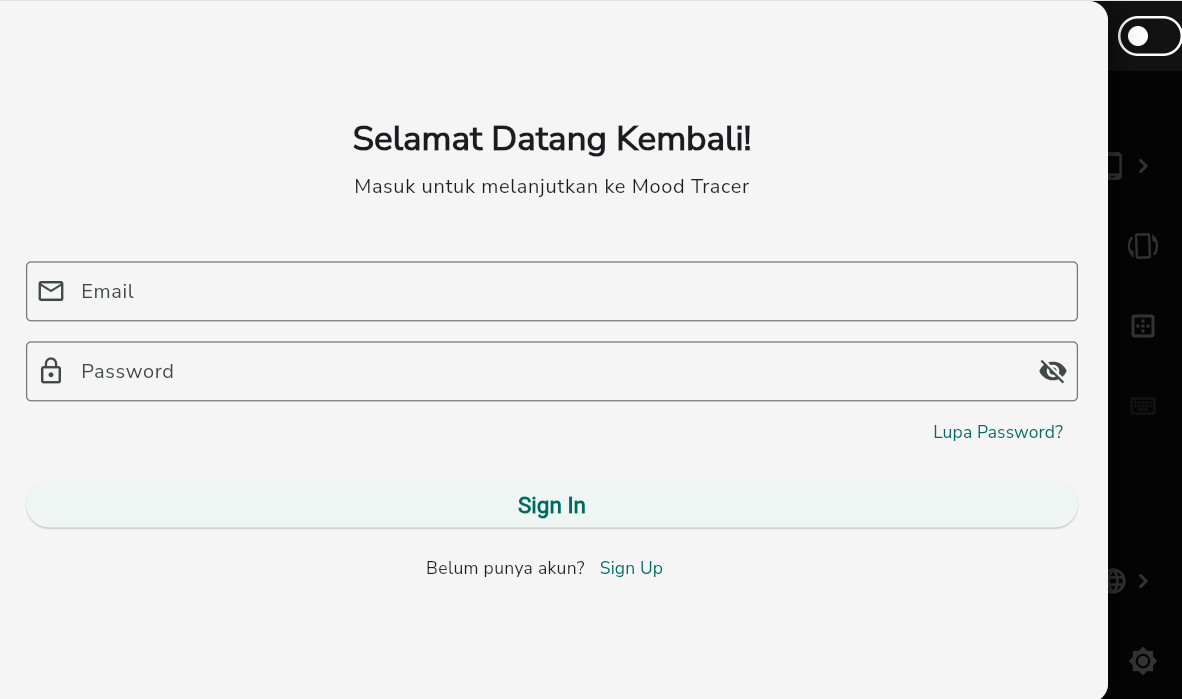 Selamat Datang Kembali!
Masuk untuk melanjutkan ke Mood Tracer
Email
Password
Lupa Password?
Sign In
Belum punya akun? Sign Up